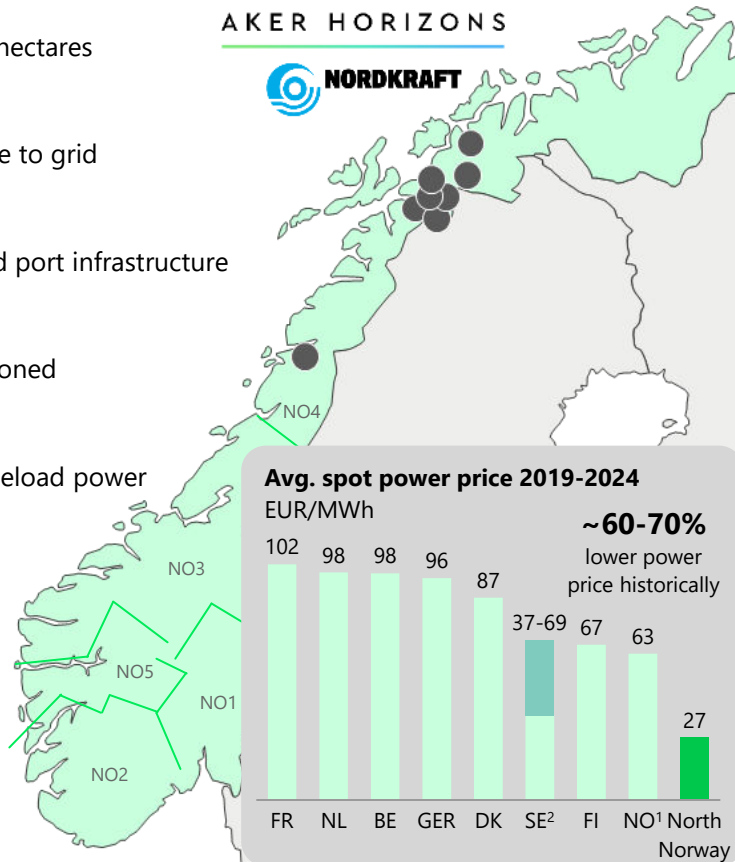 AKER HORIZONS
NORDKRAFT
hectares
e to grid
d port infrastructure
oned
eload power
NO4
NO3
NO5
NO1
NO2
Avg. spot power price 2019-2024
EUR/MWh
~60-70%
lower power
price historically
102 98 98 96 87 37-69 67 63 27
FR NL BE GER DK SE² FI NO¹ North
Norway